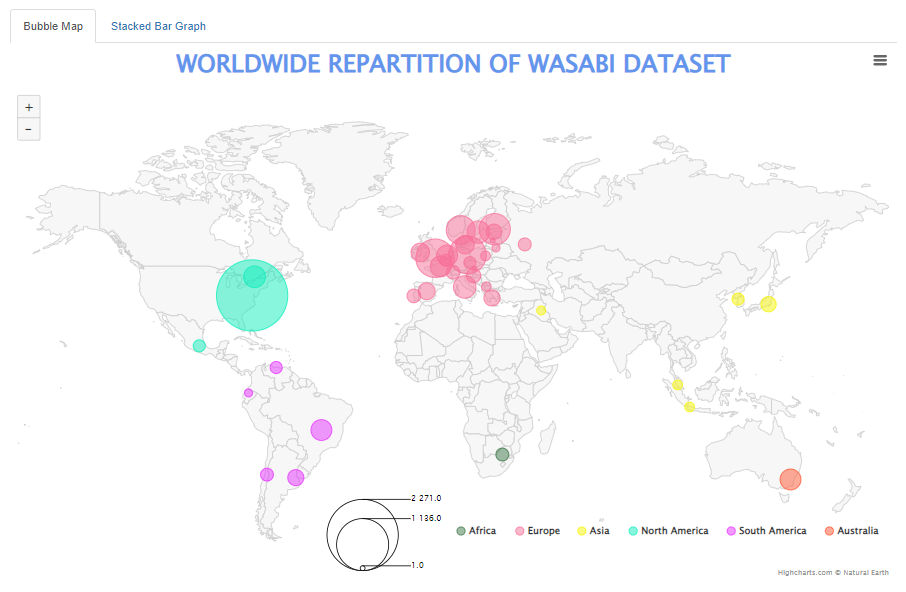 Bubble Map
Stacked Bar Graph
WORLDWIDE REPARTITION OF WASABI DATASET
+
−
2 271.0
1 136.0
1.0
Africa
Europe
Asia
North America
South America
Australia
Highcharts.com © Natural Earth